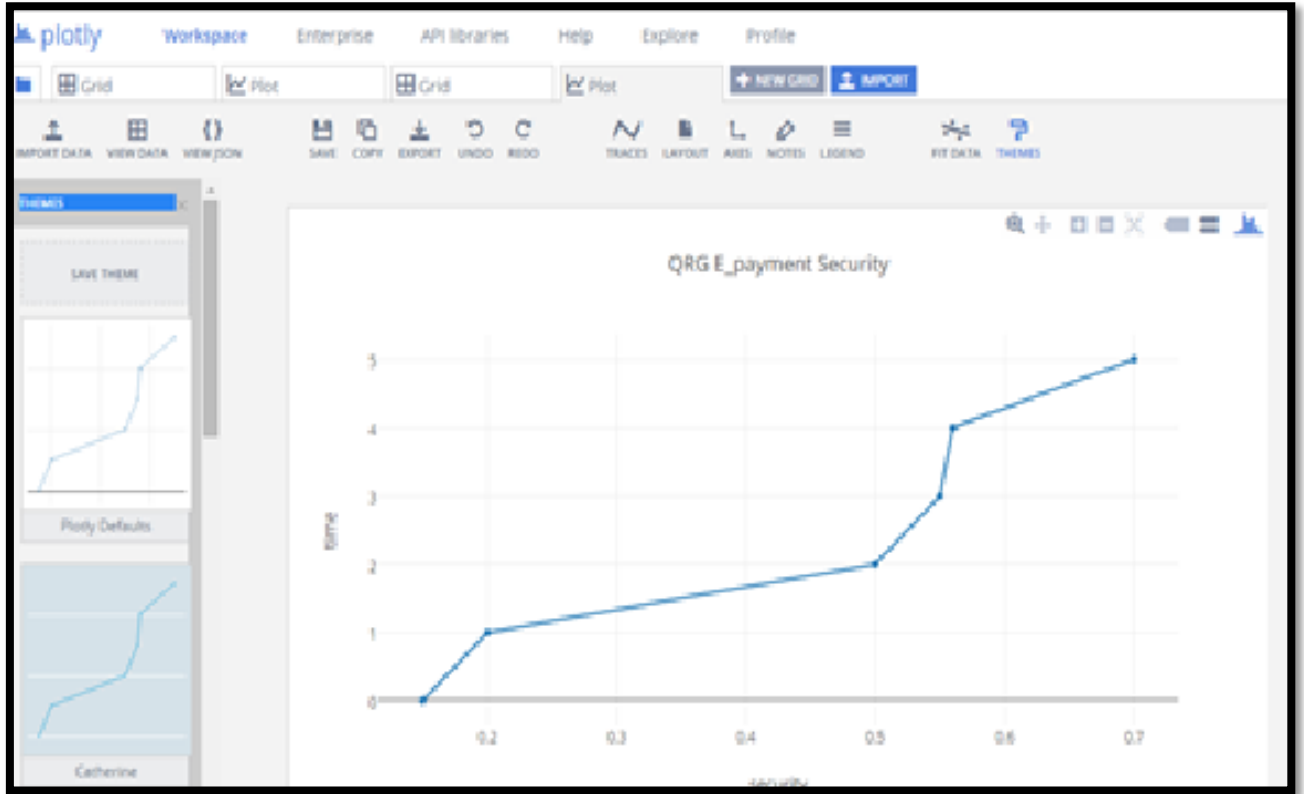 plotly Workspace Enterprise API libraries Help Explore Profile
Grid Plot Grid Plot + NEW GRID IMPORT
IMPORT DATA VIEW DATA VIEW JSON SAVE COPY EXPORT UNDO REDO TRACES LAYOUT AXES NOTES LEGEND FIT DATA THEMES
THEMES
SAVE THEME
Plotly Defaults
Catherine
QRG E_payment Security
5
4
3
2
1
0
time
0.2 0.3 0.4 0.5 0.6 0.7
security